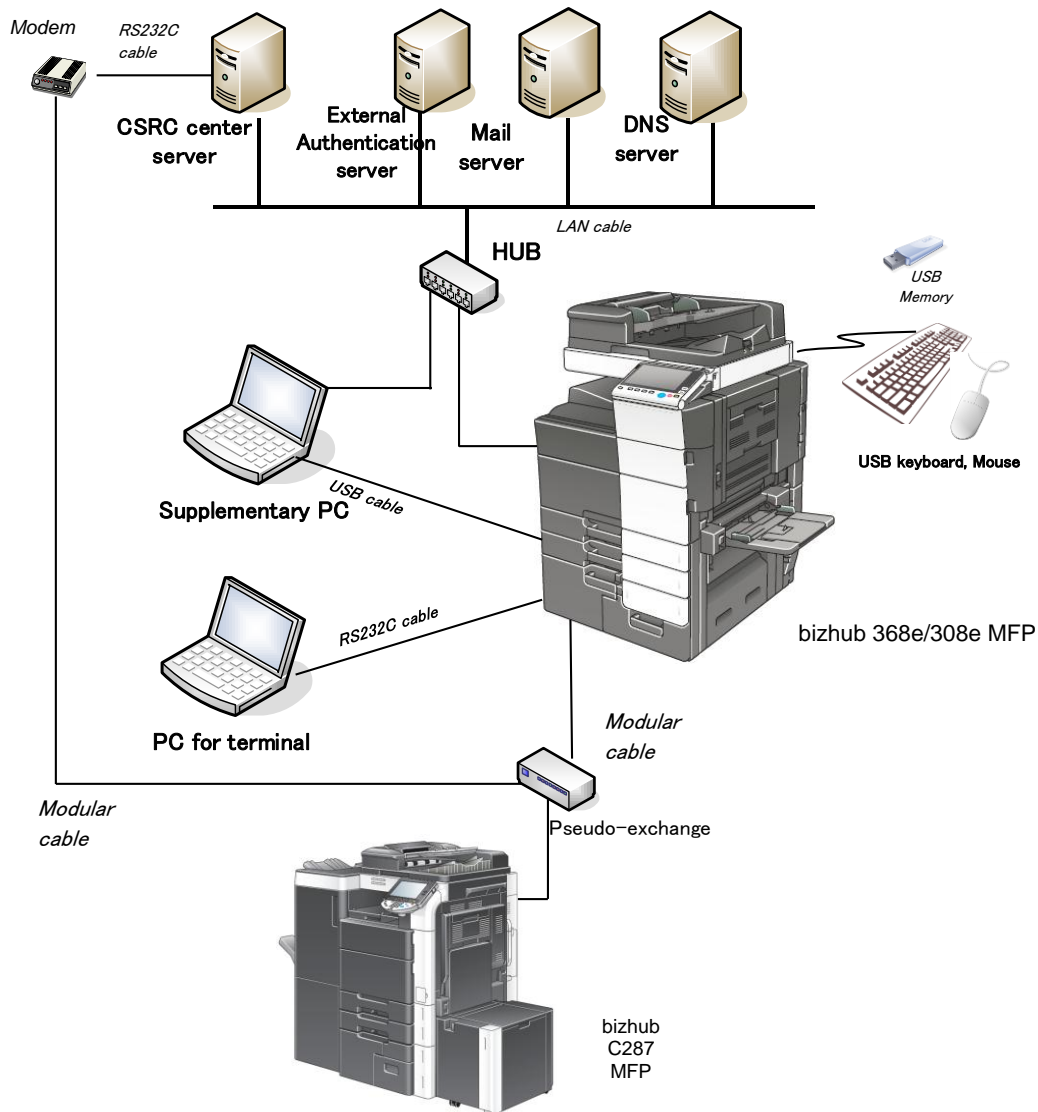 Modem
RS232C
cable
CSRC center
server
External
Authentication
server
Mail
server
DNS
server
LAN cable
HUB
USB
Memory
USB keyboard, Mouse
USB cable
Supplementary PC
RS232C cable
bizhub 368e/308e MFP
PC for terminal
Modular
cable
Modular
cable
Pseudo-exchange
bizhub
C287
MFP